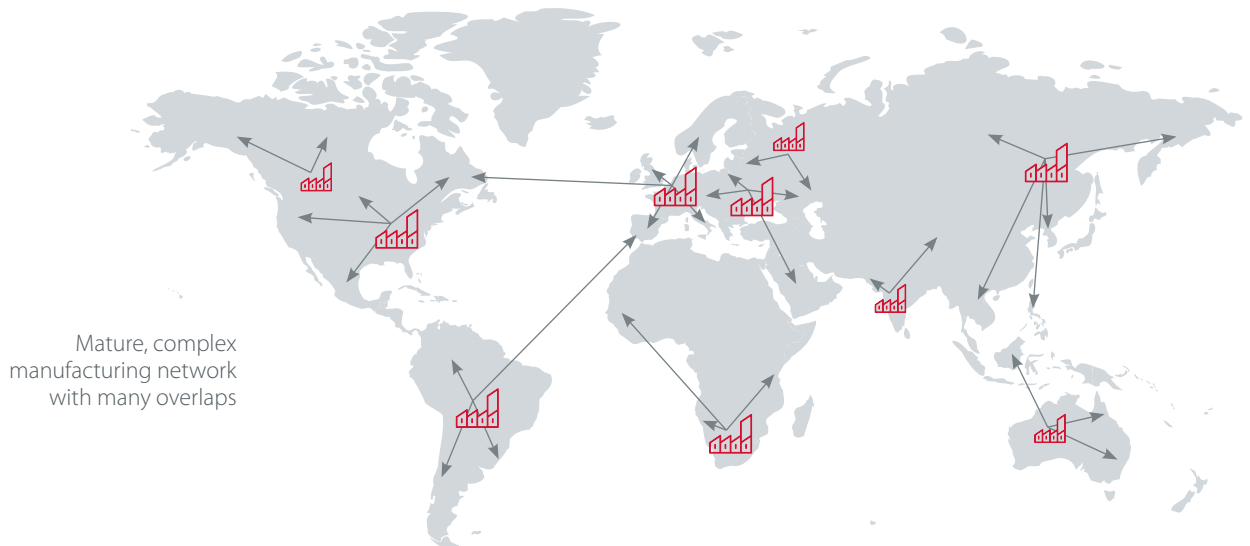 Mature, complex
manufacturing network
with many overlaps